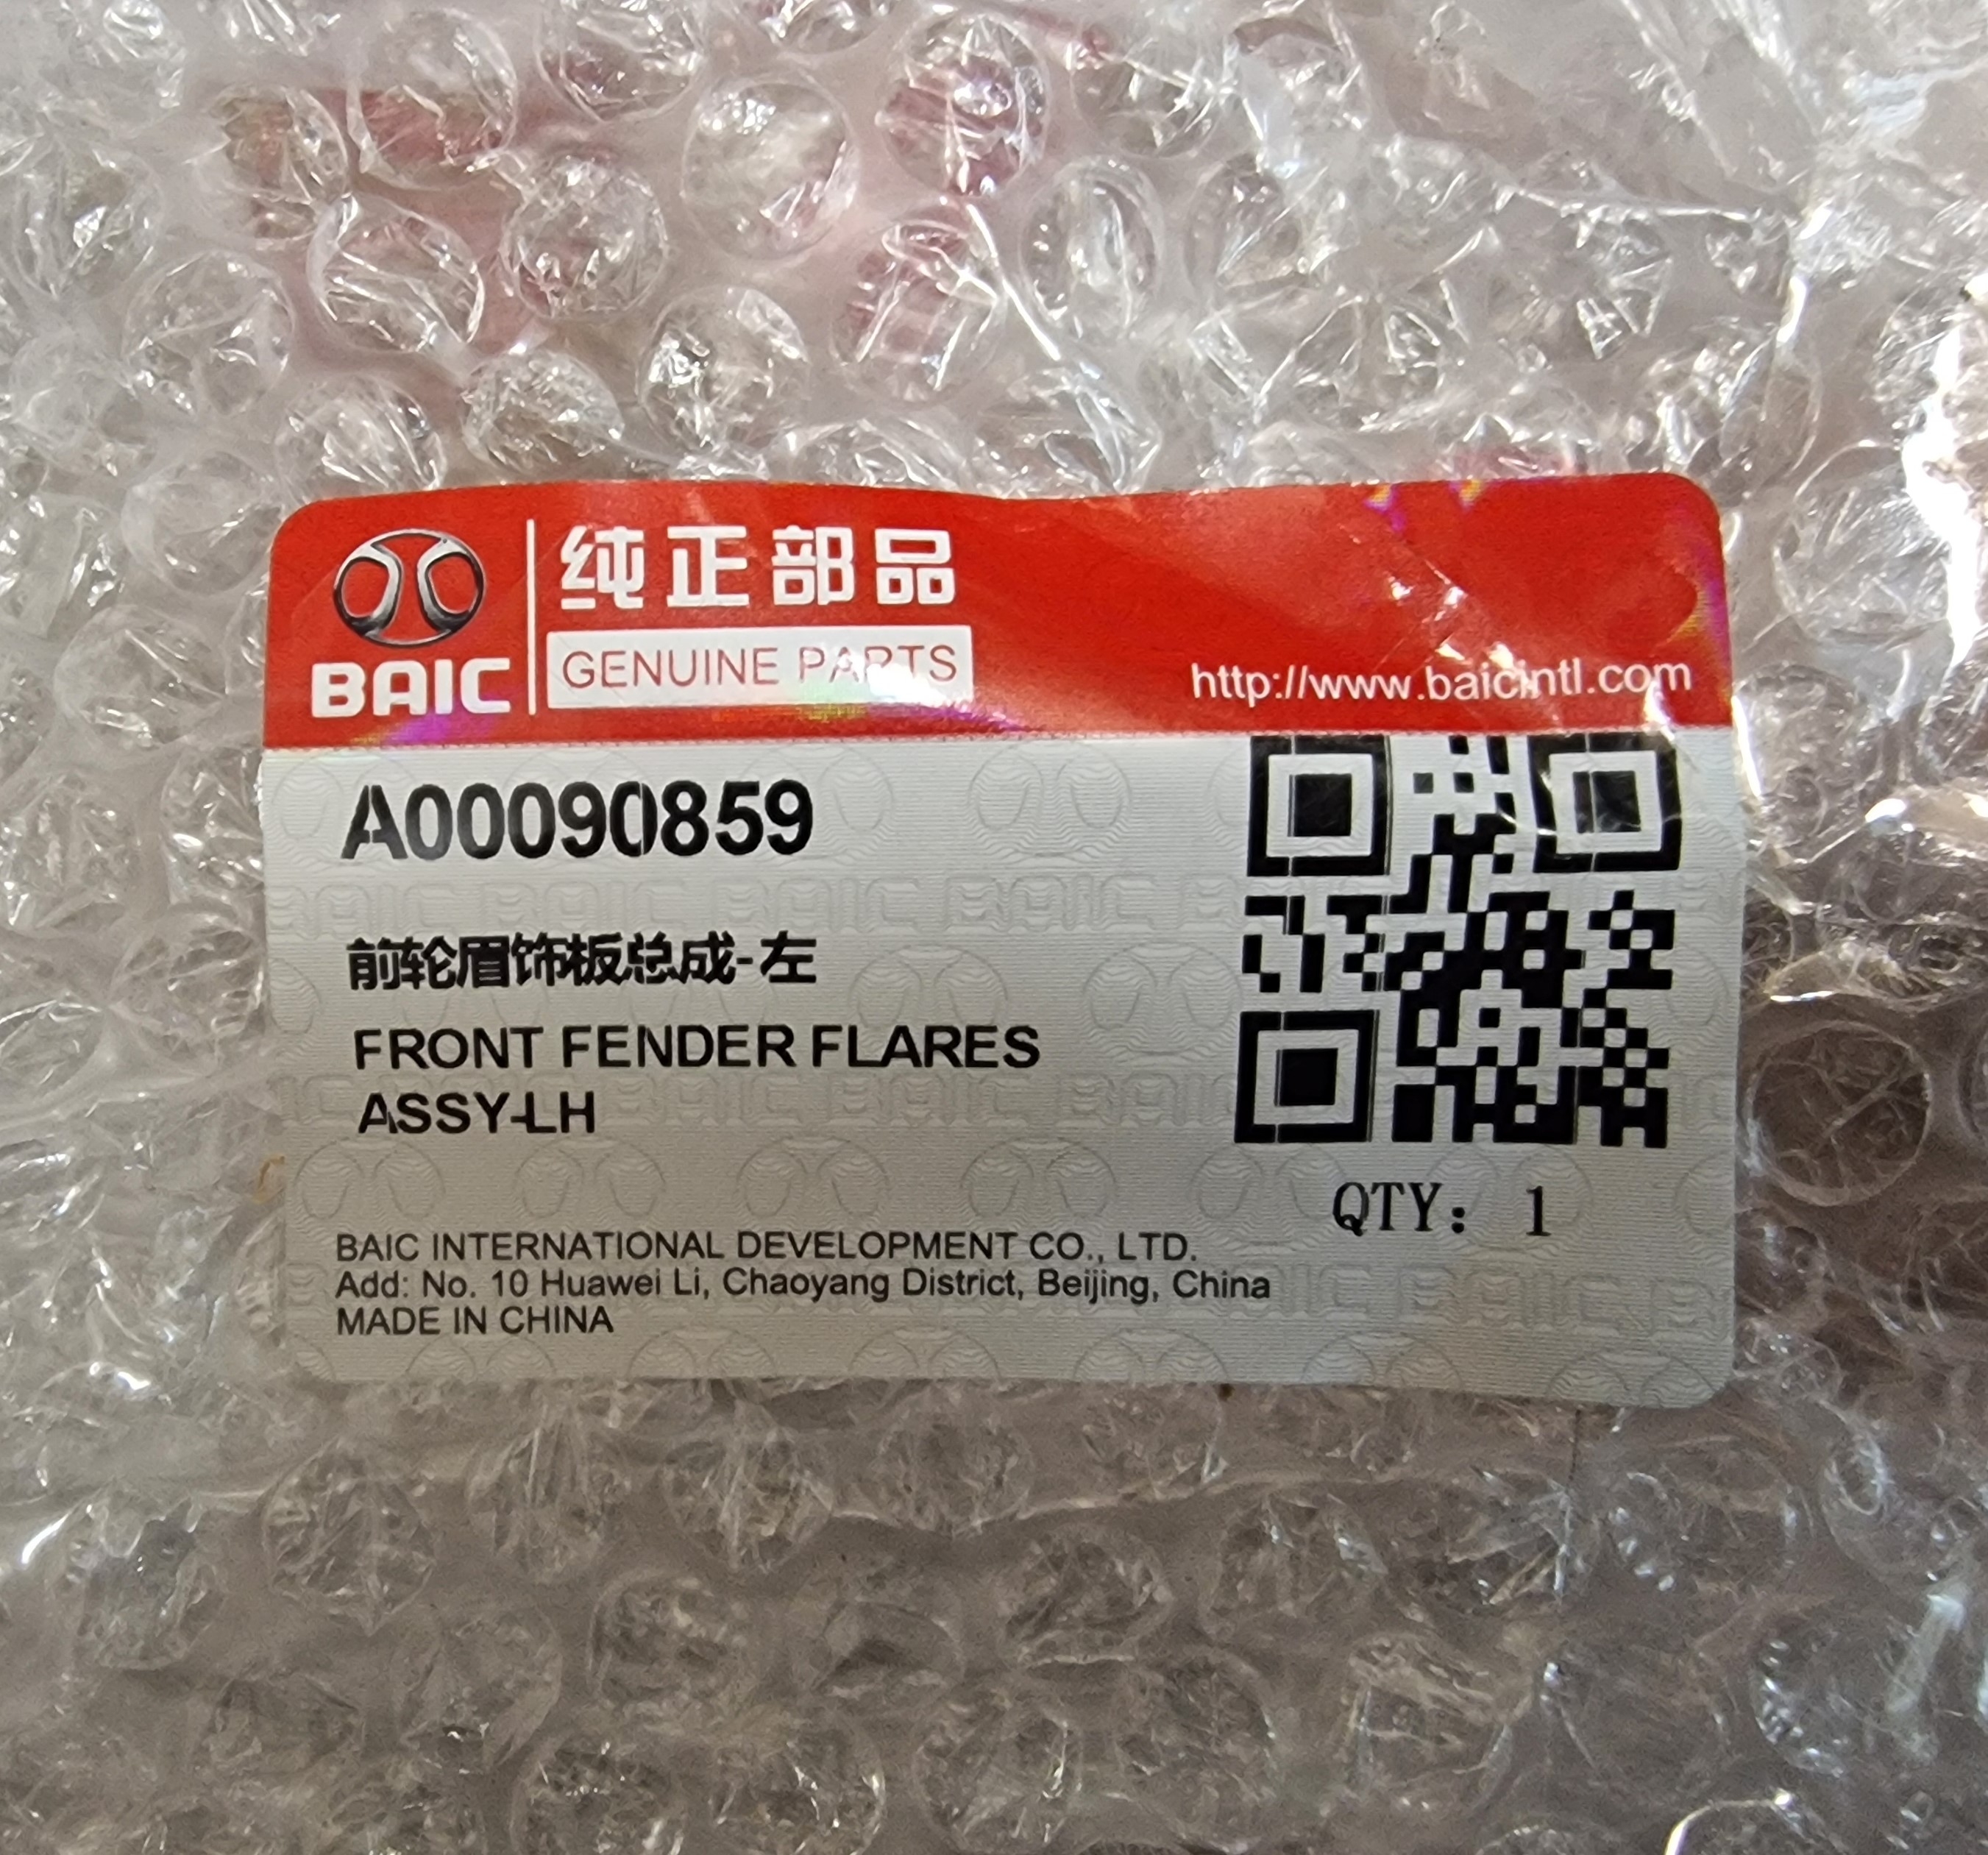 纯正部品
BAIC
GENUINE PARTS
http://www.baicintl.com
A00090859
前轮眉饰板总成-左
FRONT FENDER FLARES
ASSY-LH
QTY: 1
BAIC INTERNATIONAL DEVELOPMENT CO., LTD.
Add: No. 10 Huawei Li, Chaoyang District, Beijing, China
MADE IN CHINA